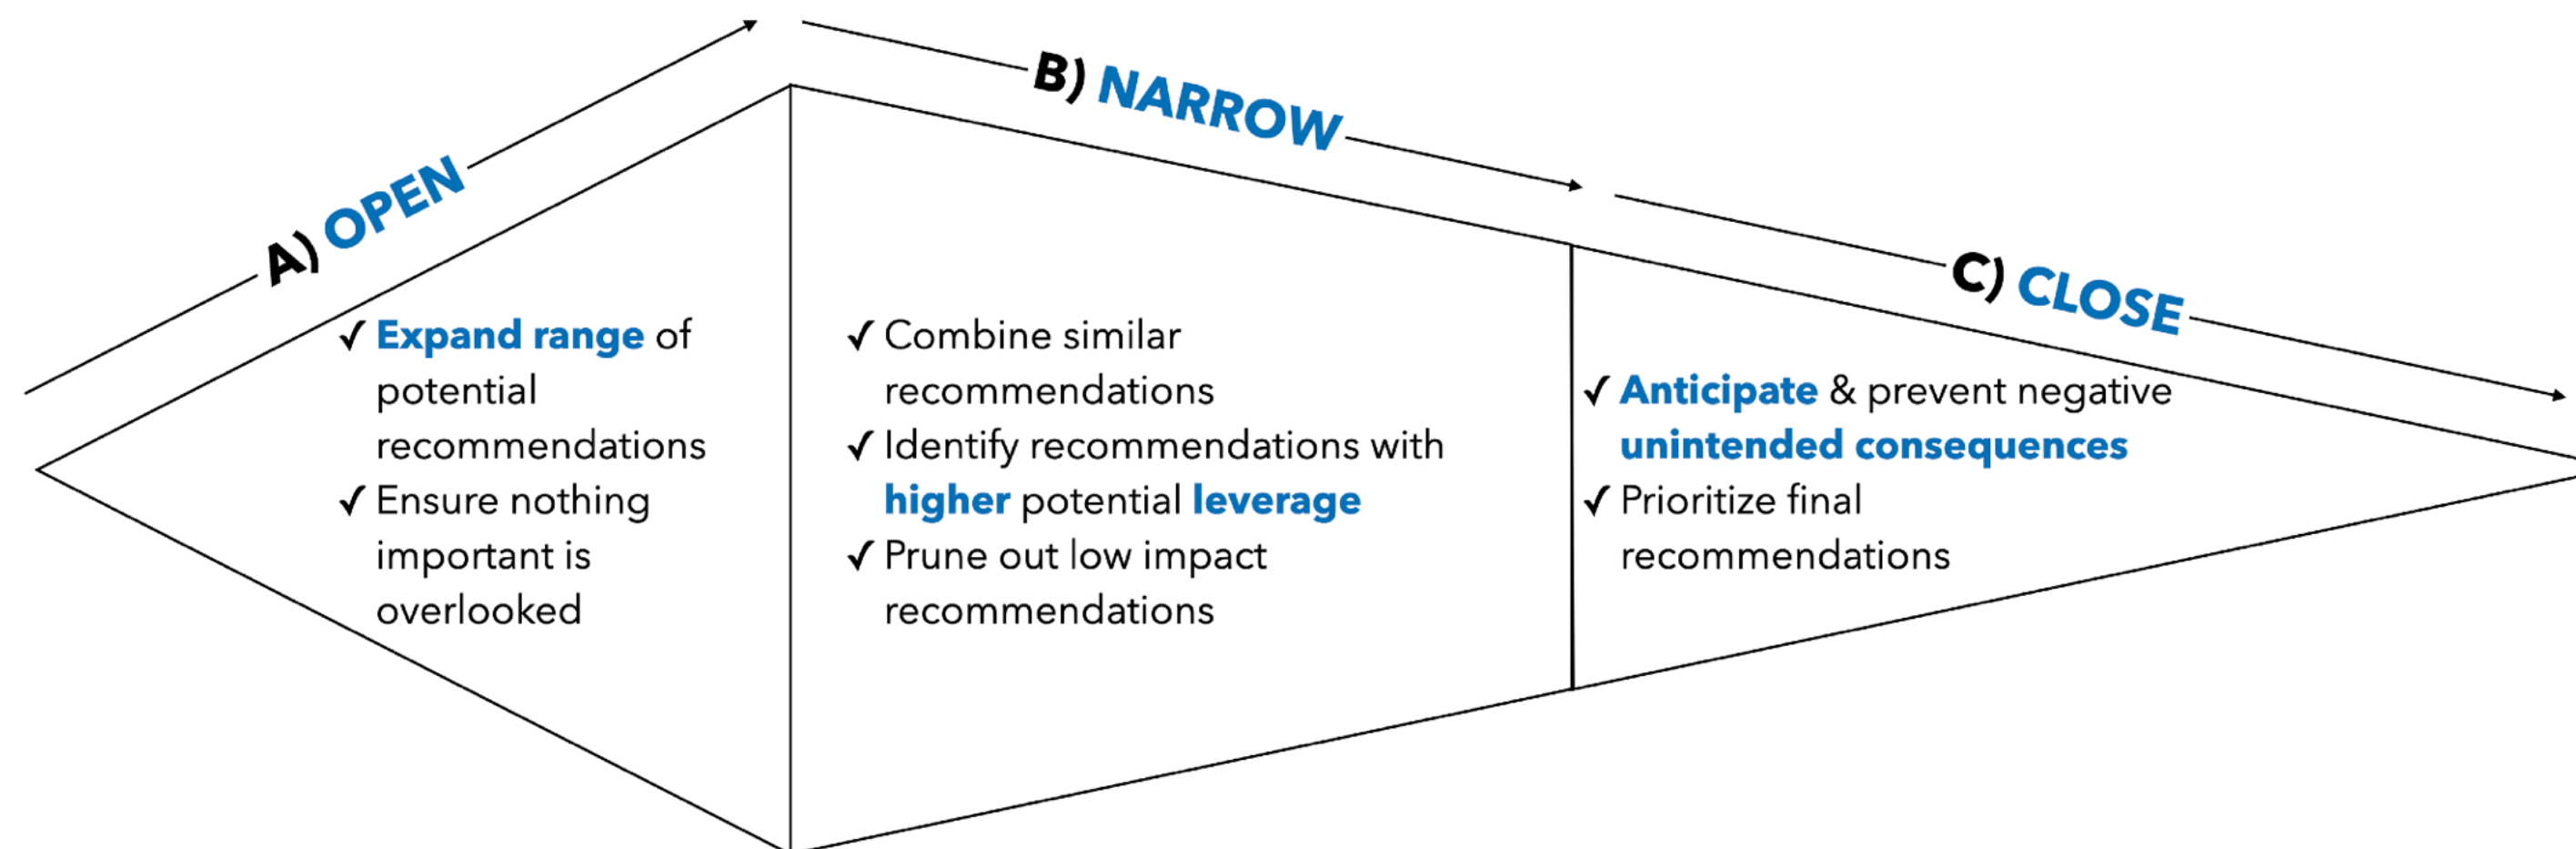 A) OPEN
B) NARROW
C) CLOSE
✓ Expand range of
potential
recommendations
✓ Ensure nothing
important is
overlooked
✓ Combine similar
recommendations
✓ Identify recommendations with
higher potential leverage
✓ Prune out low impact
recommendations
✓ Anticipate & prevent negative
unintended consequences
✓ Prioritize final
recommendations